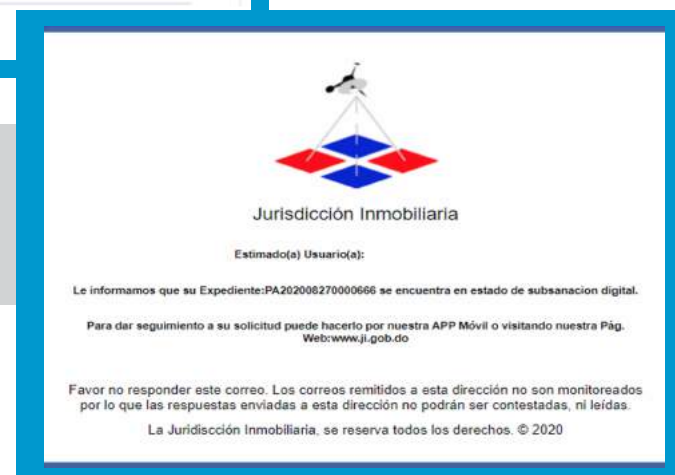 Jurisdicción Inmobiliaria
Estimado(a) Usuario(a):
Le informamos que su Expediente:PA202008270000666 se encuentra en estado de subsanacion digital.
Para dar seguimiento a su solicitud puede hacerlo por nuestra APP Móvil o visitando nuestra Pág.
Web:www.ji.gob.do
Favor no responder este correo. Los correos remitidos a esta dirección no son monitoreados
por lo que las respuestas enviadas a esta dirección no podrán ser contestadas, ni leídas.
La Juridiscción Inmobiliaria, se reserva todos los derechos. © 2020